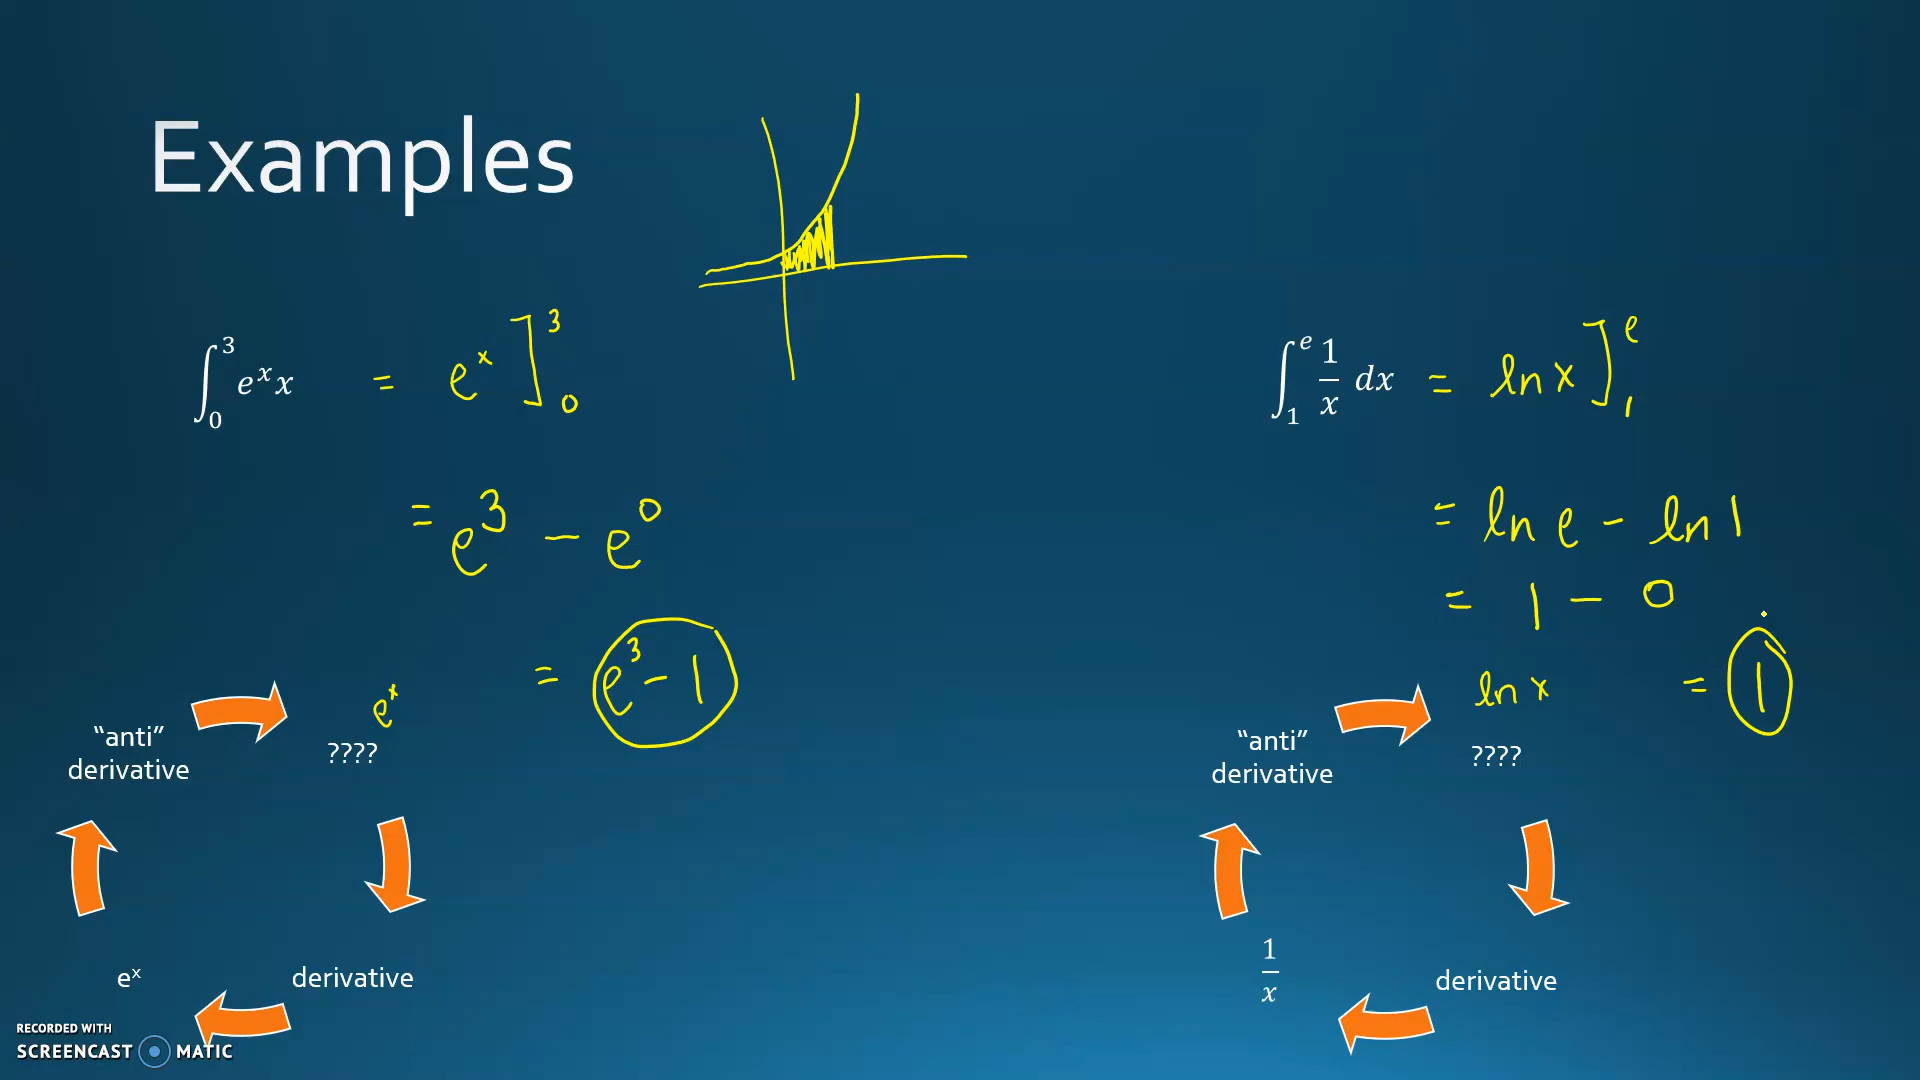 Examples
∫₀³ eˣx = eˣ]₀³
= e³ − e⁰
= e³ − 1
eˣ
“anti” derivative
????
derivative
eˣ
∫₁ᵉ 1/x dx = ln x]₁ᵉ
= ln e − ln 1
= 1 − 0
= 1
ln x
“anti” derivative
????
derivative
1/x
RECORDED WITH
SCREENCAST MATIC